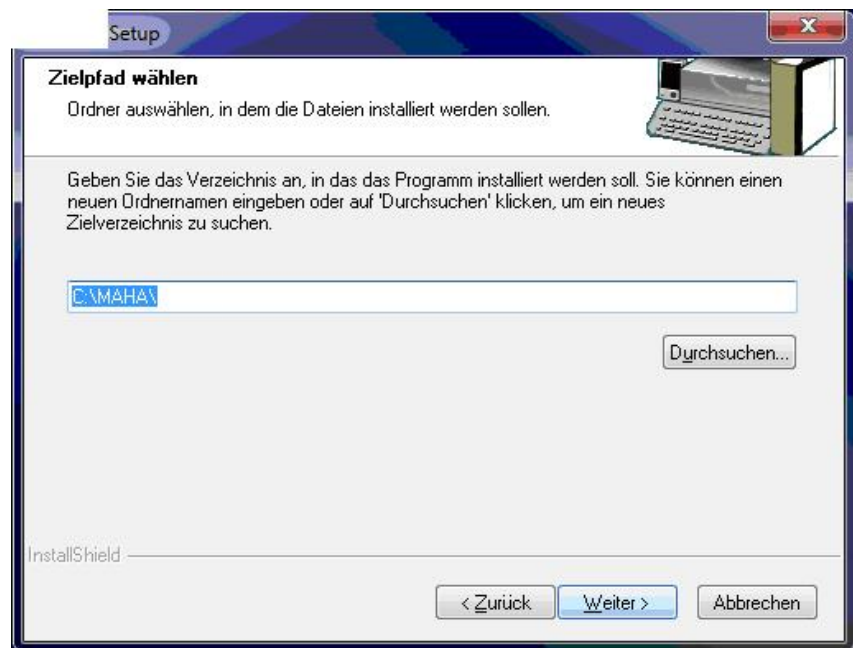 Setup
Zielpfad wählen
Ordner auswählen, in dem die Dateien installiert werden sollen.
Geben Sie das Verzeichnis an, in das das Programm installiert werden soll. Sie können einen
neuen Ordnernamen eingeben oder auf 'Durchsuchen' klicken, um ein neues
Zielverzeichnis zu suchen.
C:\MAHA\
Durchsuchen...
InstallShield
< Zurück Weiter > Abbrechen